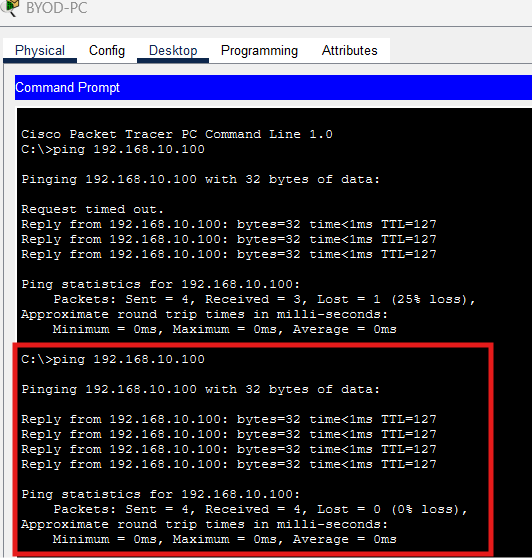 BYOD-PC
Physical Config Desktop Programming Attributes
Command Prompt
Cisco Packet Tracer PC Command Line 1.0
C:\>ping 192.168.10.100
Pinging 192.168.10.100 with 32 bytes of data:
Request timed out.
Reply from 192.168.10.100: bytes=32 time<1ms TTL=127
Reply from 192.168.10.100: bytes=32 time<1ms TTL=127
Reply from 192.168.10.100: bytes=32 time<1ms TTL=127
Ping statistics for 192.168.10.100:
Packets: Sent = 4, Received = 3, Lost = 1 (25% loss),
Approximate round trip times in milli-seconds:
Minimum = 0ms, Maximum = 0ms, Average = 0ms
C:\>ping 192.168.10.100
Pinging 192.168.10.100 with 32 bytes of data:
Reply from 192.168.10.100: bytes=32 time<1ms TTL=127
Reply from 192.168.10.100: bytes=32 time<1ms TTL=127
Reply from 192.168.10.100: bytes=32 time<1ms TTL=127
Reply from 192.168.10.100: bytes=32 time<1ms TTL=127
Ping statistics for 192.168.10.100:
Packets: Sent = 4, Received = 4, Lost = 0 (0% loss),
Approximate round trip times in milli-seconds:
Minimum = 0ms, Maximum = 0ms, Average = 0ms